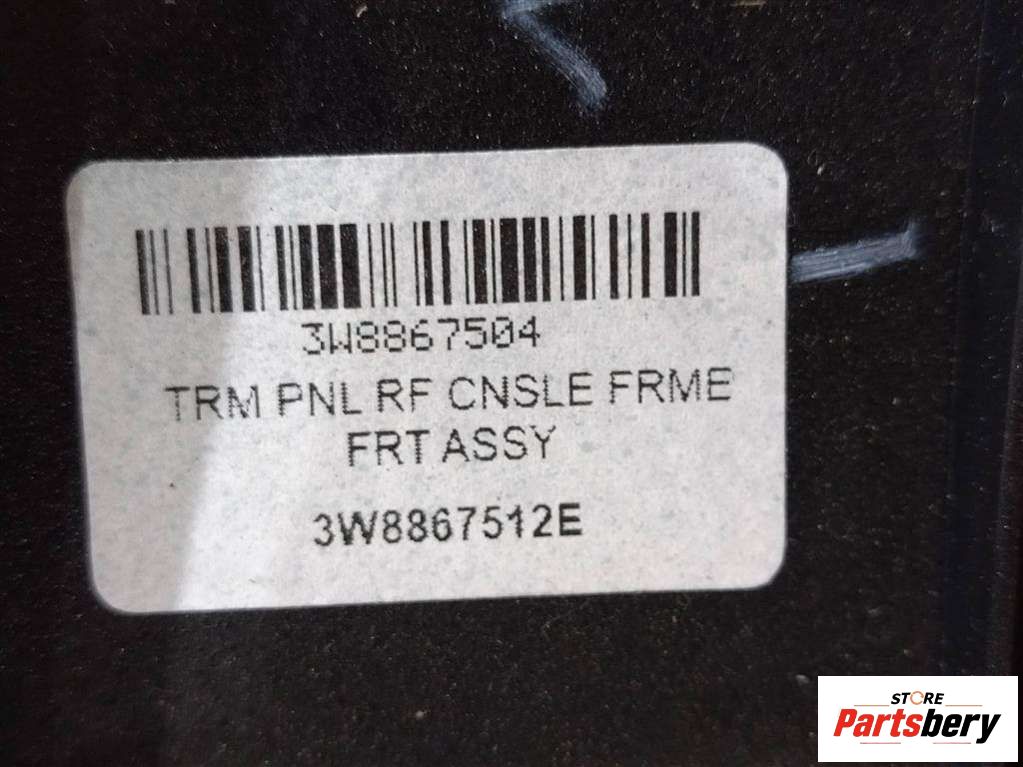 3W8867504
TRM PNL RF CNSLE FRME
FRT ASSY
3W8867512E
STORE
Partsbery